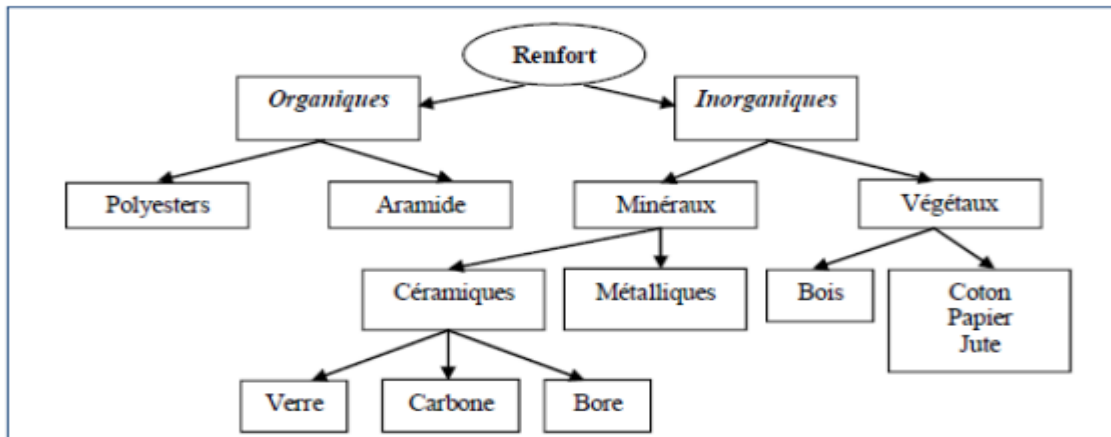 Renfort
Organiques
Inorganiques
Polyesters
Aramide
Minéraux
Végétaux
Céramiques
Métalliques
Bois
Coton
Papier
Jute
Verre
Carbone
Bore